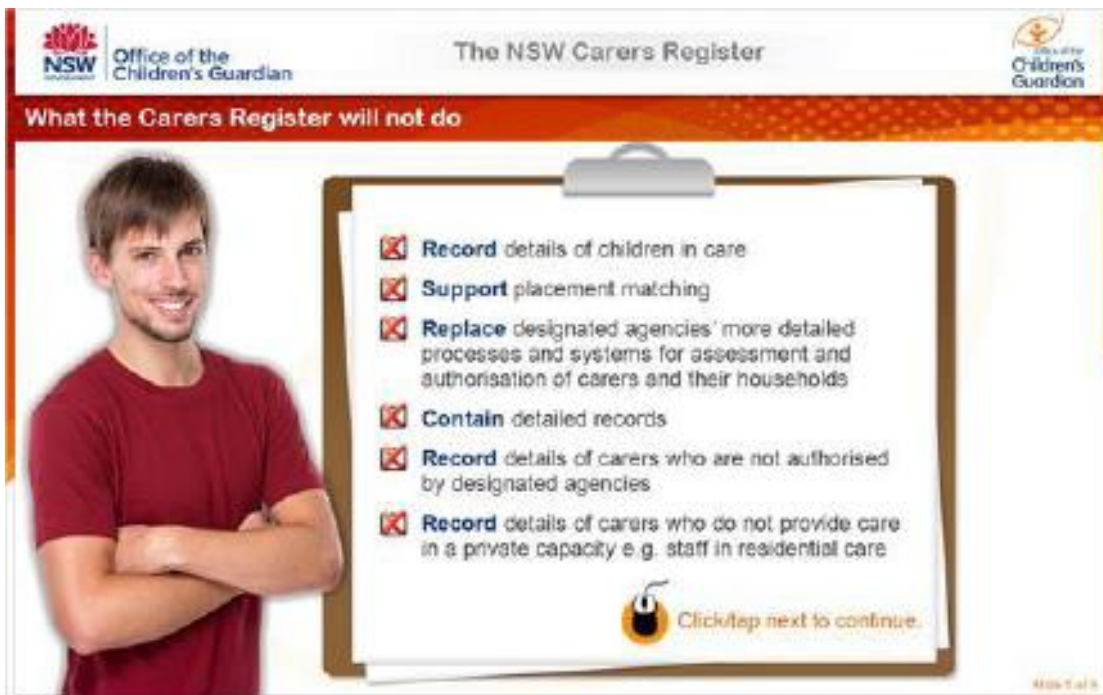 NSW
Office of the
Children's Guardian
The NSW Carers Register
Children's
Guardian
What the Carers Register will not do
Record details of children in care
Support placement matching
Replace designated agencies' more detailed
processes and systems for assessment and
authorisation of carers and their households
Contain detailed records
Record details of carers who are not authorised
by designated agencies
Record details of carers who do not provide care
in a private capacity e.g. staff in residential care
Click/tap next to continue.